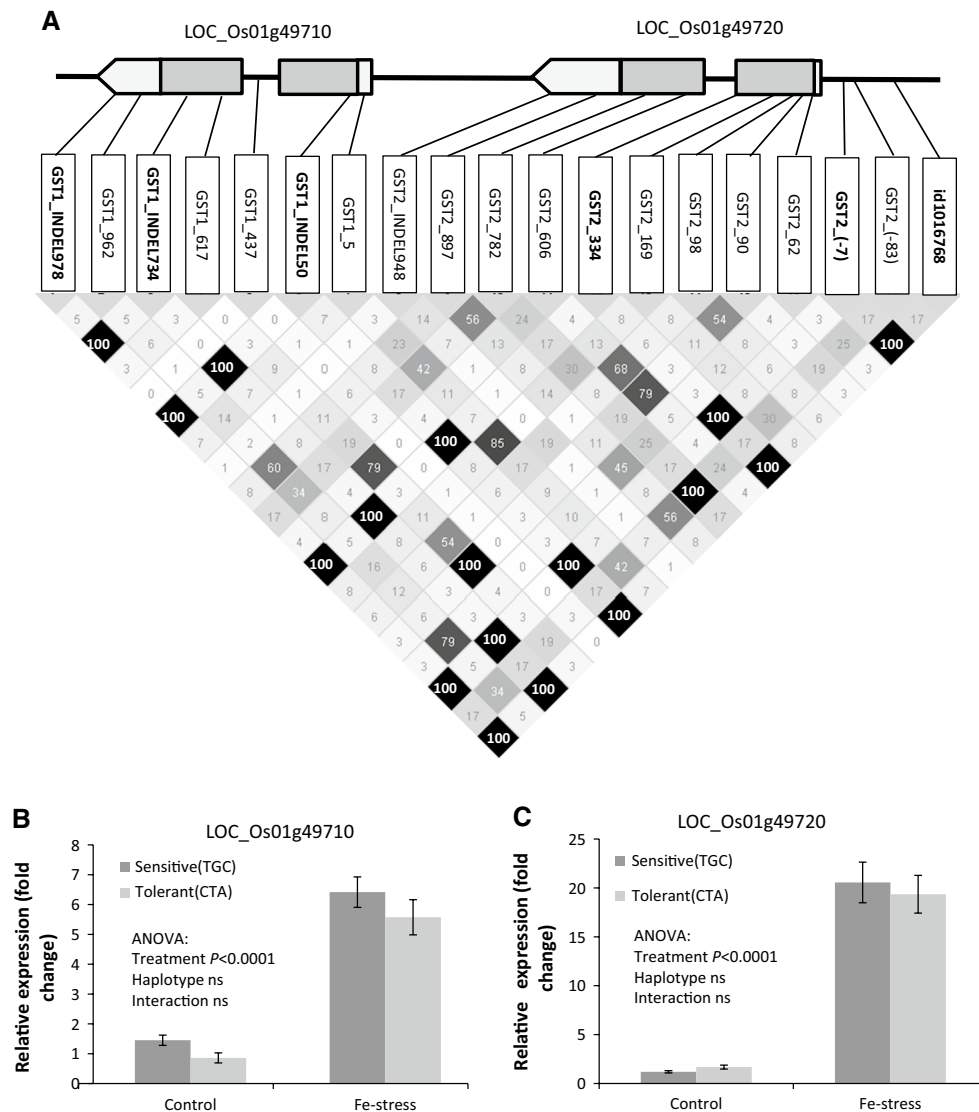 A
LOC_Os01g49710 LOC_Os01g49720
GST1_INDEL978
GST1_962
GST1_INDEL734
GST1_617
GST1_437
GST1_INDEL50
GST1_5
GST2_INDEL948
GST2_897
GST2_782
GST2_606
GST2_334
GST2_169
GST2_98
GST2_90
GST2_62
GST2_(-7)
GST2_(-83)
id1016768
5 5 3 0 0 7 3 14 56 24 4 8 8 54 4 3 17 17
100 6 0 3 1 1 23 13 17 13 6 11 7 8 3 25 100
3 1 100 9 0 8 42 1 8 30 68 3 12 6 19 3
0 5 7 1 6 17 11 1 14 8 79 3 6 8 3
100 14 1 11 3 4 7 0 1 19 5 100 30 6
7 2 8 19 0 100 85 19 11 25 4 17 8
1 60 17 79 0 8 17 1 45 17 24 100
8 34 4 3 1 6 9 1 8 100 4
17 8 100 11 1 3 10 1 56 17
4 5 8 54 0 3 7 7 8
100 16 6 100 0 100 42 1
8 12 3 4 0 17 7
6 6 3 3 3 100
3 79 100 19 0
3 5 17 3
100 34 100
17 5
100
B
LOC_Os01g49710
Relative expression (fold
change)
8
7
6
5
4
3
2
1
0
Sensitive(TGC)
Tolerant(CTA)
ANOVA:
Treatment P<0.0001
Haplotype ns
Interaction ns
Control Fe-stress
C
LOC_Os01g49720
Relative expression (fold
change)
25
20
15
10
5
0
Sensitive(TGC)
Tolerant(CTA)
ANOVA:
Treatment P<0.0001
Haplotype ns
Interaction ns
Control Fe-stress